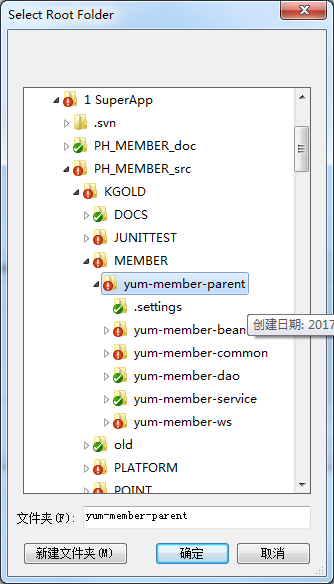 Select Root Folder
1 SuperApp
.svn
PH_MEMBER_doc
PH_MEMBER_src
KGOLD
DOCS
JUNITTEST
MEMBER
yum-member-parent
.settings
创建日期: 2017
yum-member-bean
yum-member-common
yum-member-dao
yum-member-service
yum-member-ws
old
PLATFORM
POINT
文件夹(F): yum-member-parent
新建文件夹(M) 确定 取消